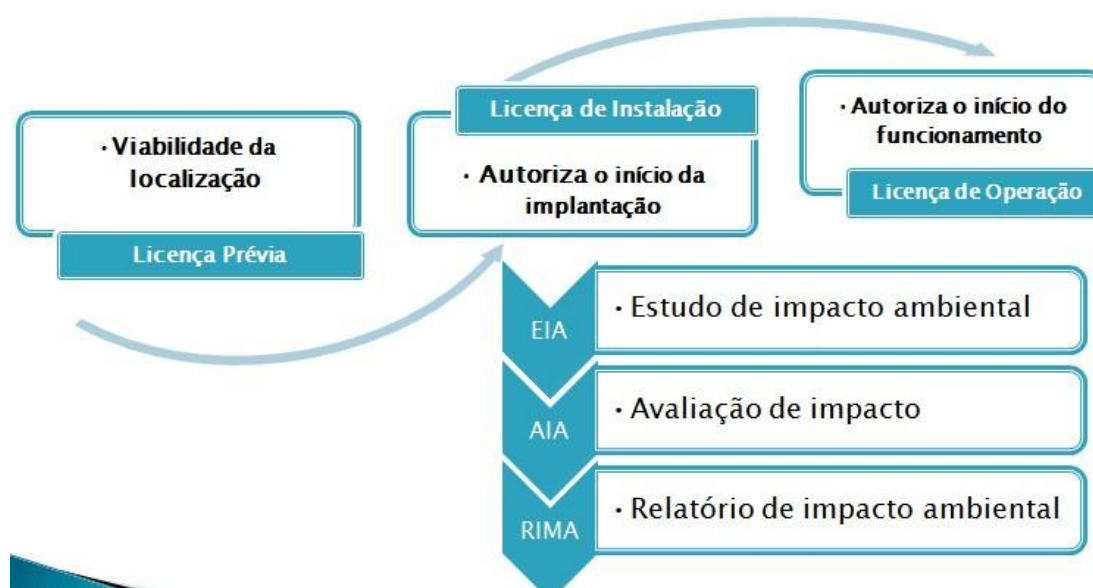 · Viabilidade da
localização
Licença Prévia
Licença de Instalação
· Autoriza o início da
implantação
· Autoriza o início do
funcionamento
Licença de Operação
EIA
· Estudo de impacto ambiental
AIA
· Avaliação de impacto
RIMA
· Relatório de impacto ambiental